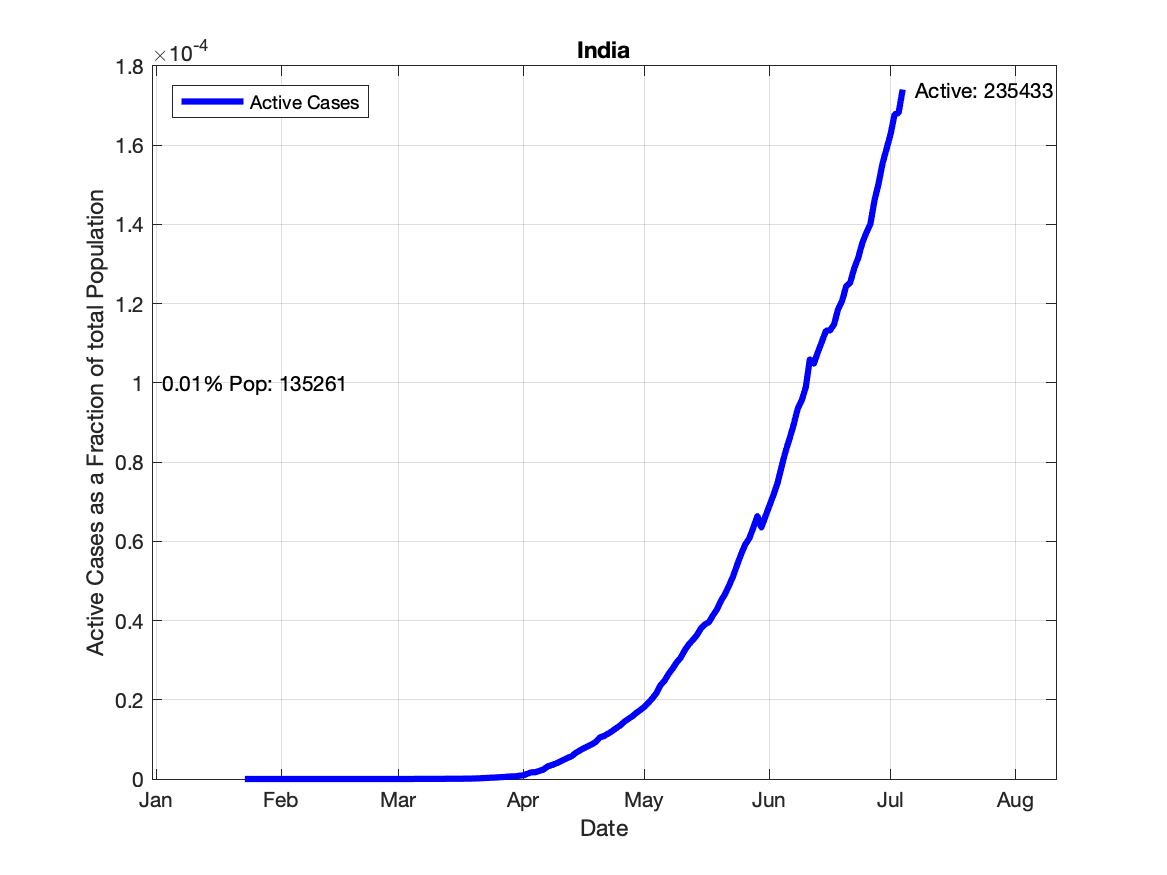 India
×10-4
1.8
Active Cases
Active: 235433
1.6
1.4
1.2
1
0.01% Pop: 135261
0.8
0.6
0.4
0.2
0
Active Cases as a Fraction of total Population
Jan Feb Mar Apr May Jun Jul Aug
Date